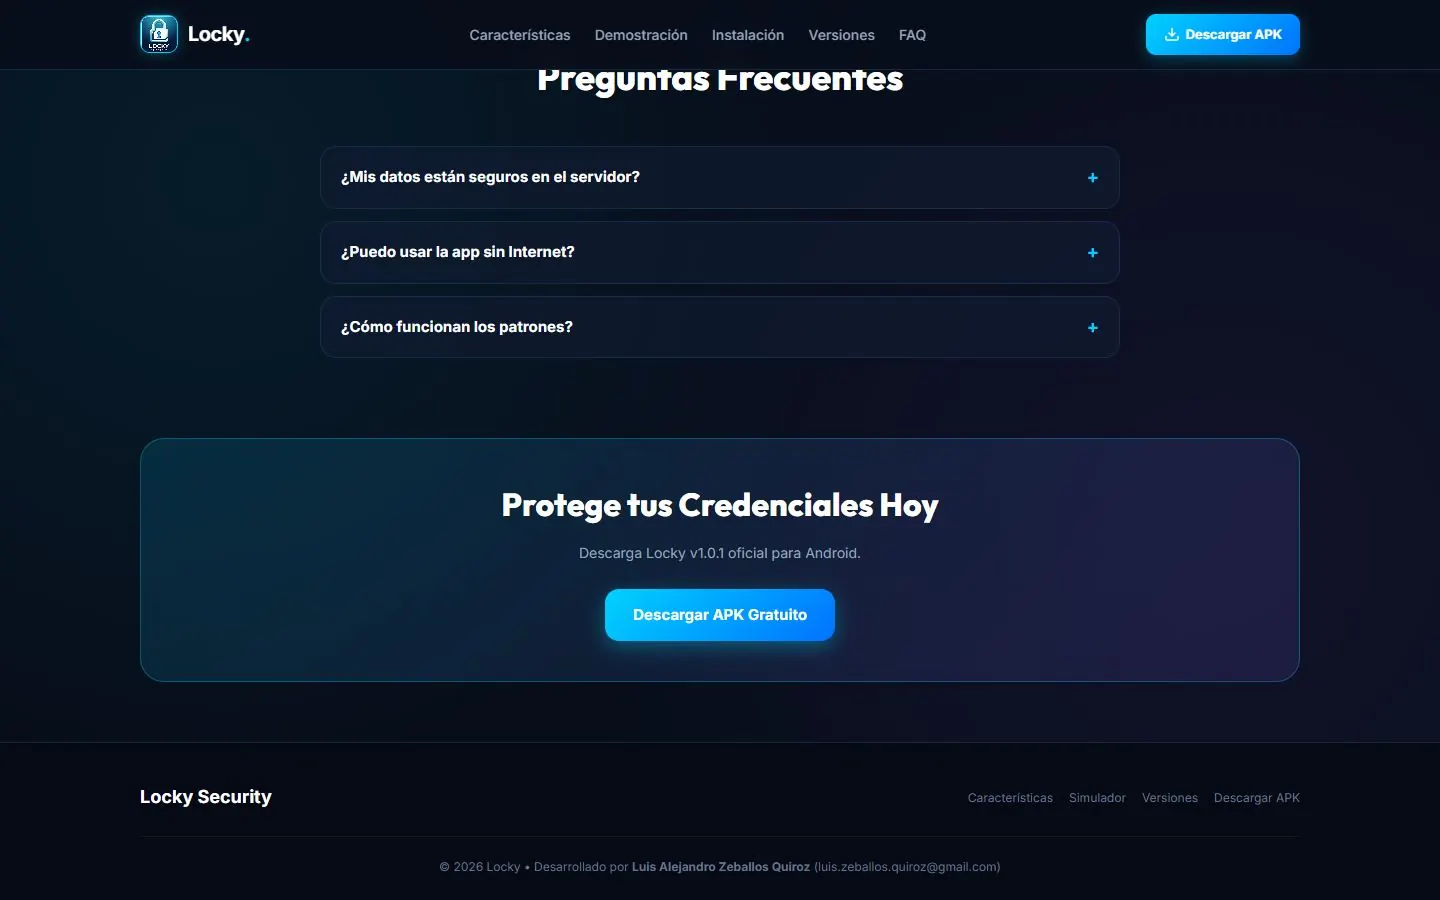 LOCKY
Locky.
Características
Demostración
Instalación
Versiones
FAQ
Descargar APK
Preguntas Frecuentes
¿Mis datos están seguros en el servidor?
+
¿Puedo usar la app sin Internet?
+
¿Cómo funcionan los patrones?
+
Protege tus Credenciales Hoy
Descarga Locky v1.0.1 oficial para Android.
Descargar APK Gratuito
Locky Security
Características
Simulador
Versiones
Descargar APK
© 2026 Locky • Desarrollado por Luis Alejandro Zeballos Quiroz (luis.zeballos.quiroz@gmail.com)